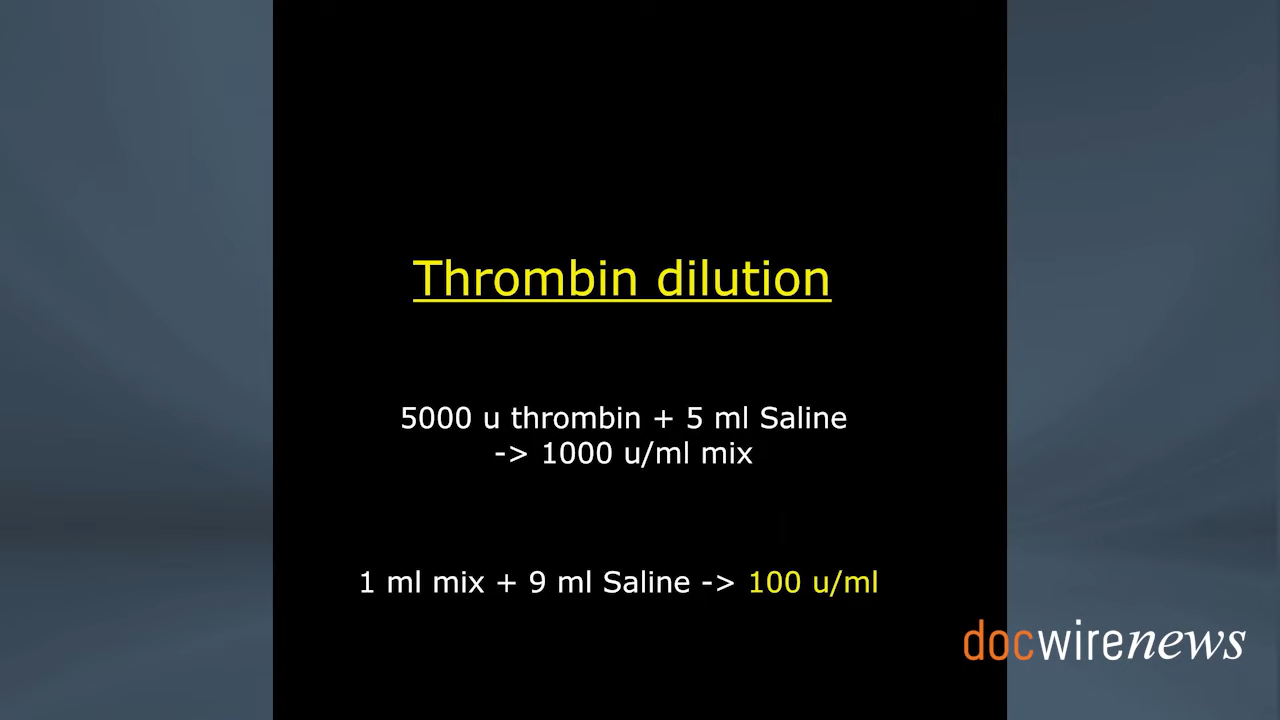 Thrombin dilution
5000 u thrombin + 5 ml Saline
-> 1000 u/ml mix
1 ml mix + 9 ml Saline -> 100 u/ml
docwirenews